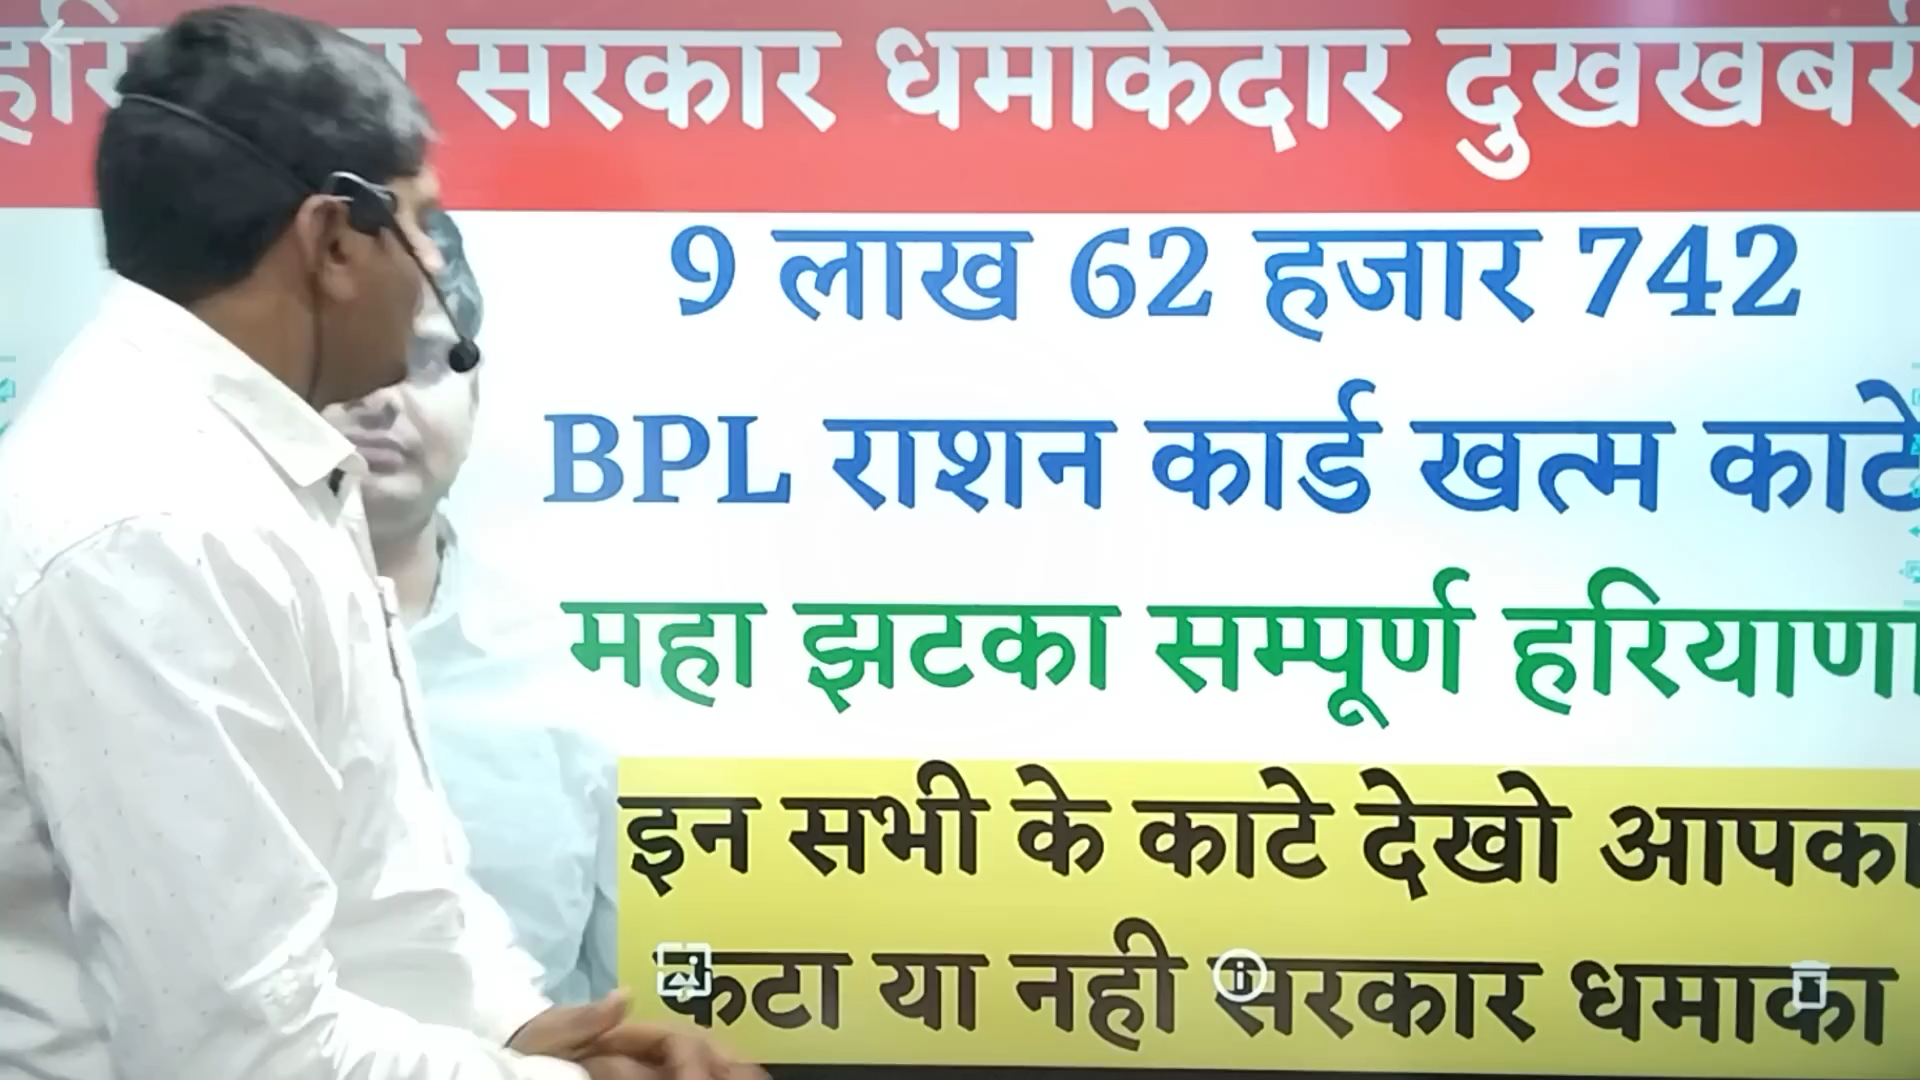 सरकार धमाकेदार दुखखबरी
9 लाख 62 हजार 742
BPL राशन कार्ड खत्म काटे
महा झटका सम्पूर्ण हरियाणा
इन सभी के काटे देखो आपका
कटा या नही सरकार धमाका